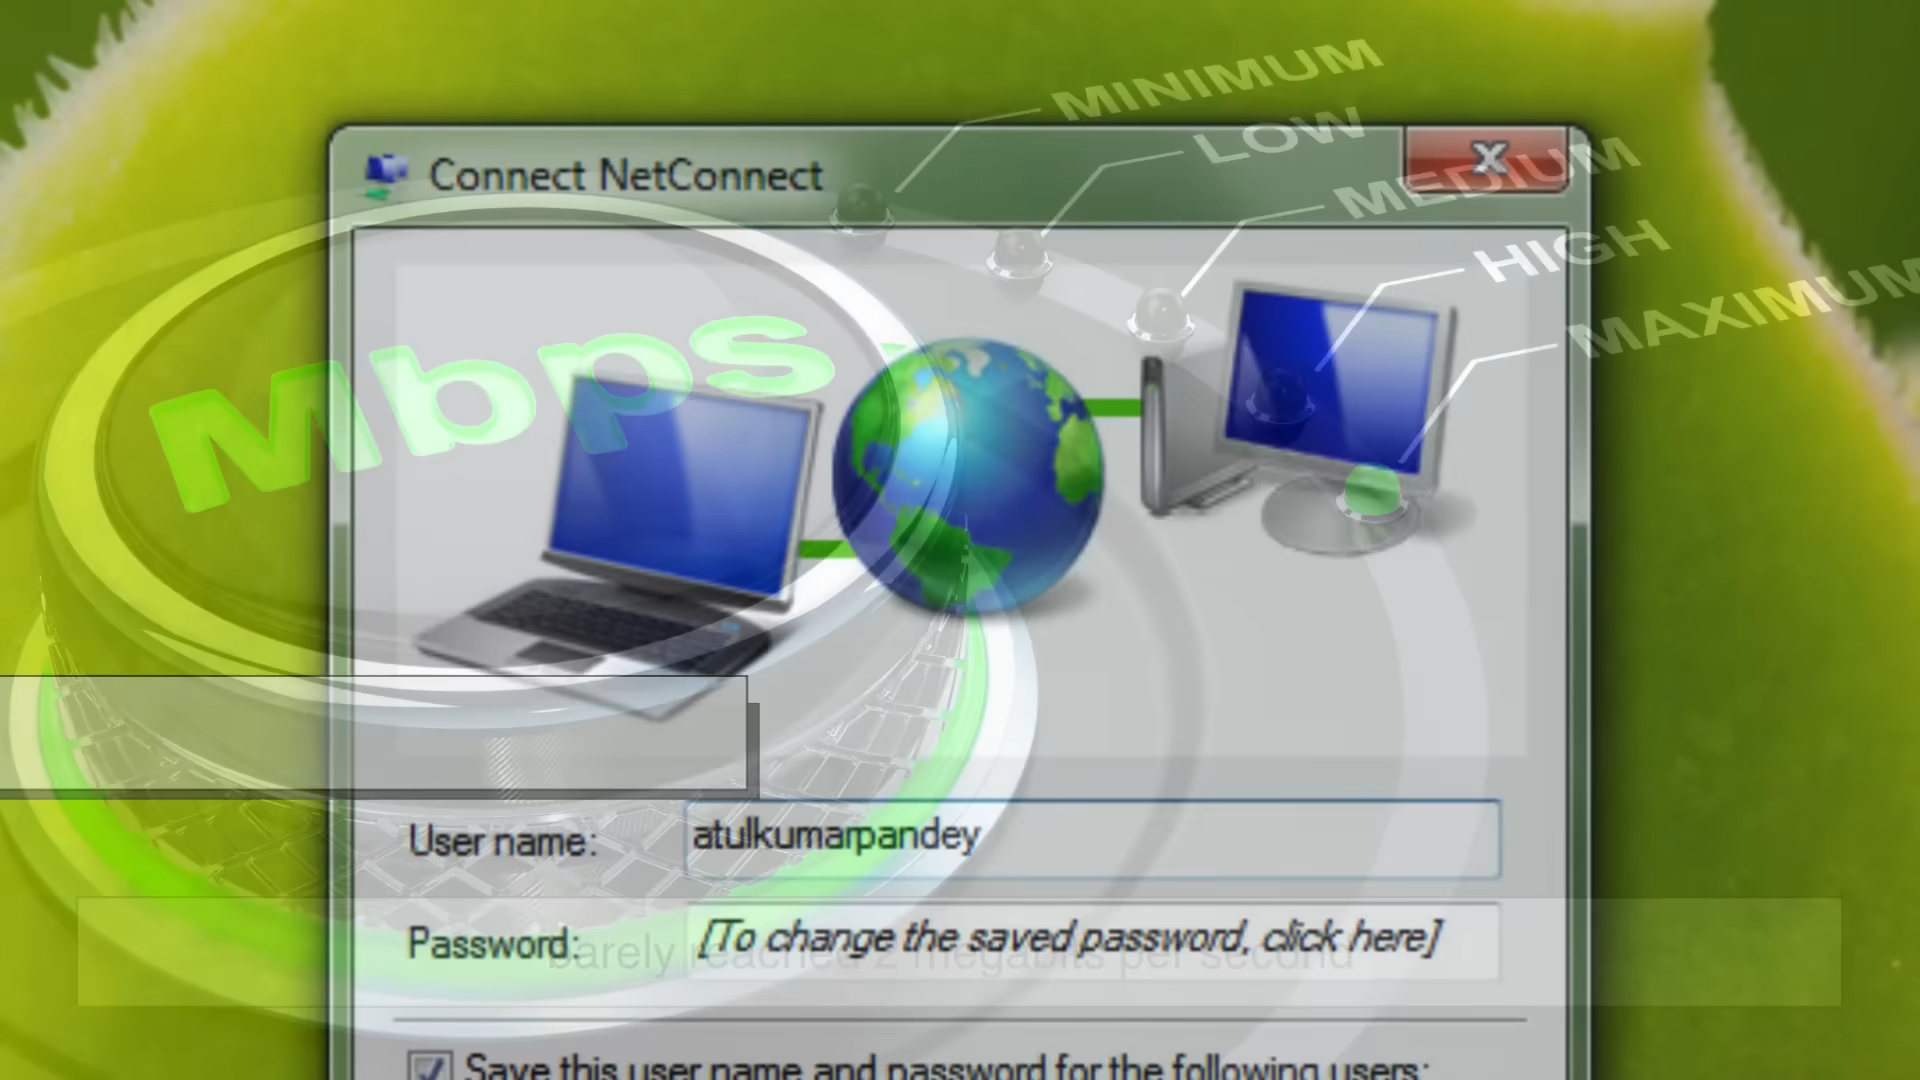 MINIMUM
LOW
MEDIUM
HIGH
MAXIMUM
Connect NetConnect
Mbps
User name: atulkumarpandey
Password: [To change the saved password, click here]
barely reached 2 megabits per second
Save this user name and password for the following users: